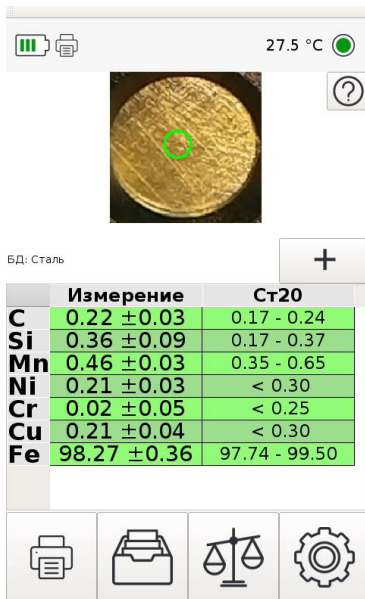 27.5 °C
?
БД: Сталь
+
Измерение Ст20
C 0.22 ±0.03 0.17 - 0.24
Si 0.36 ±0.09 0.17 - 0.37
Mn 0.46 ±0.03 0.35 - 0.65
Ni 0.21 ±0.03 < 0.30
Cr 0.02 ±0.05 < 0.25
Cu 0.21 ±0.04 < 0.30
Fe 98.27 ±0.36 97.74 - 99.50